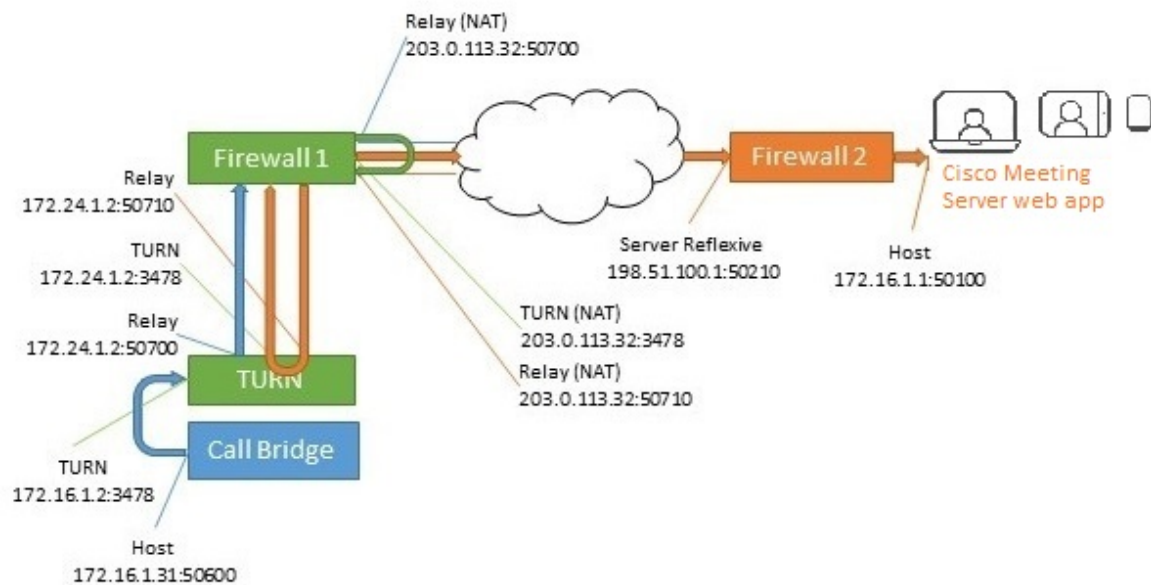 Relay (NAT)
203.0.113.32:50700
Firewall 1
Firewall 2
Cisco Meeting
Server web app
Relay
172.24.1.2:50710
TURN
172.24.1.2:3478
Relay
172.24.1.2:50700
Server Reflexive
198.51.100.1:50210
Host
172.16.1.1:50100
TURN (NAT)
203.0.113.32:3478
Relay (NAT)
203.0.113.32:50710
TURN
Call Bridge
TURN
172.16.1.2:3478
Host
172.16.1.31:50600